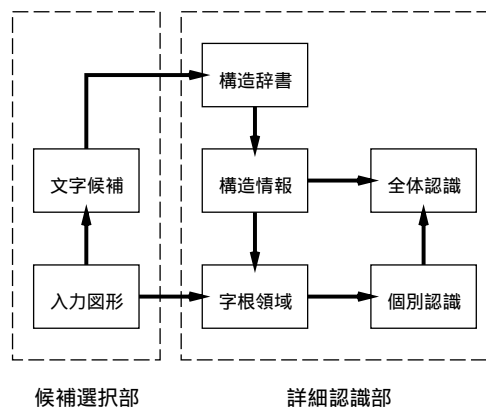 構造辞書
文字候補
構造情報
全体認識
入力図形
字根領域
個別認識
候補選択部
詳細認識部